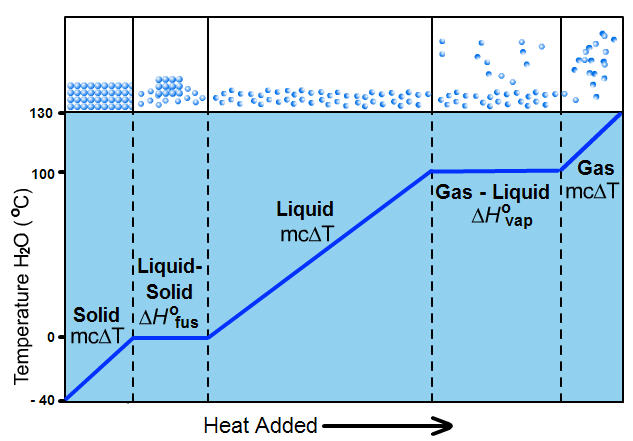 130
100
0
- 40
Temperature H₂O (°C)
Solid
mcΔT
Liquid-
Solid
ΔH°fus
Liquid
mcΔT
Gas - Liquid
ΔH°vap
Gas
mcΔT
Heat Added